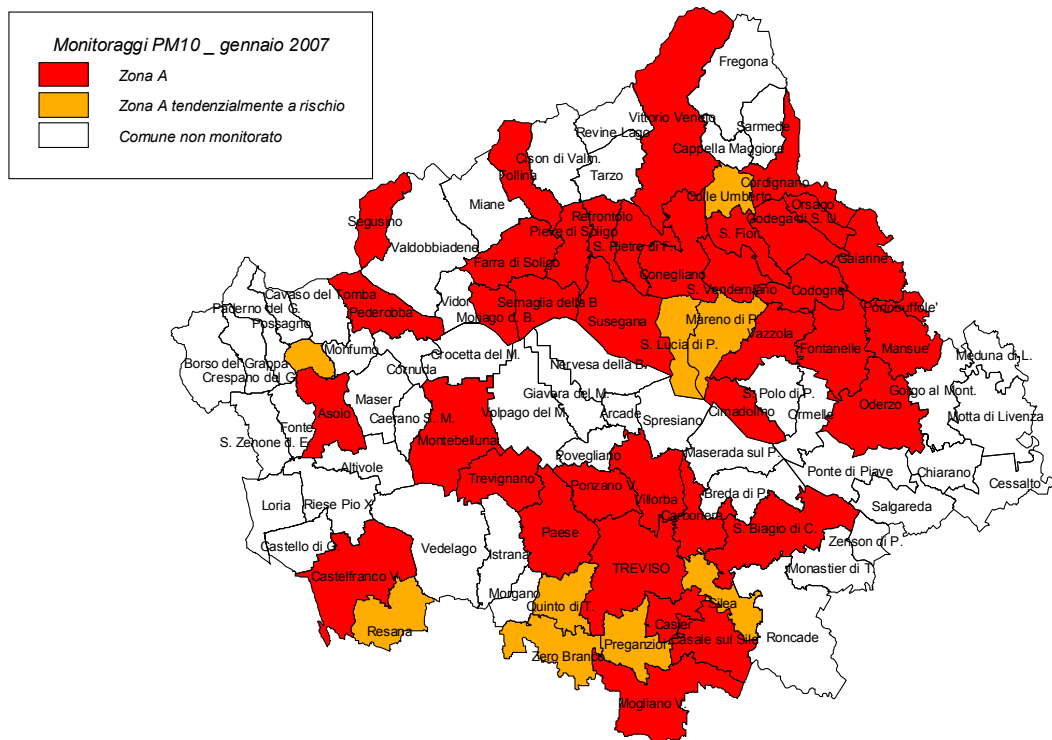 Monitoraggi PM10 _ gennaio 2007
Zona A
Zona A tendenzialmente a rischio
Comune non monitorato
Fregona
Vittorio Veneto
Revine Lago
Sarmede
Cappella Maggiore
Cison di Valm.
Follina
Tarzo
Cordignano
Colle Umberto
Miane
Orsago
Godega di S. U.
Segusino
Refrontolo
Pieve di Soligo
S. Fior
S. Pietro di F.
Valdobbiadene
Gaiarine
Farra di Soligo
Conegliano
S. Vendemiano
Codogne
Cavaso del Tomba
Paderno del G.
Possagno
Pederobba
Vidor
Sernaglia della B
Moriago d. B.
Susegana
Mareno di P.
Portobuffole'
Vazzola
Fontanelle
Mansue'
S. Lucia di P.
Monfumo
Crocetta del M.
Meduna di L.
Borso del Grappa
Crespano del G.
Cornuda
Nervesa della B.
Gorgo al Mont.
Maser
Giavera del M.
S. Polo di P.
Oderzo
Asolo
Caerano S. M.
Volpago del M.
Arcade
Spresiano
Cimadolmo
Ormelle
Motta di Livenza
Fonte
S. Zenone d. E.
Montebelluna
Povegliano
Maserada sul P.
Altivole
Ponte di Piave
Chiarano
Trevignano
Ponzano V.
Villorba
Breda di P.
Cessalto
Loria
Riese Pio X
Salgareda
Carbonera
S. Biagio di C.
Paese
Castello di G.
Vedelago
Istrana
Zenson di P.
Castelfranco V.
TREVISO
Monastier di T.
Morgano
Quinto di T.
Silea
Resana
Casier
Preganziol
Casale sul Sile
Roncade
Zero Branco
Mogliano V.